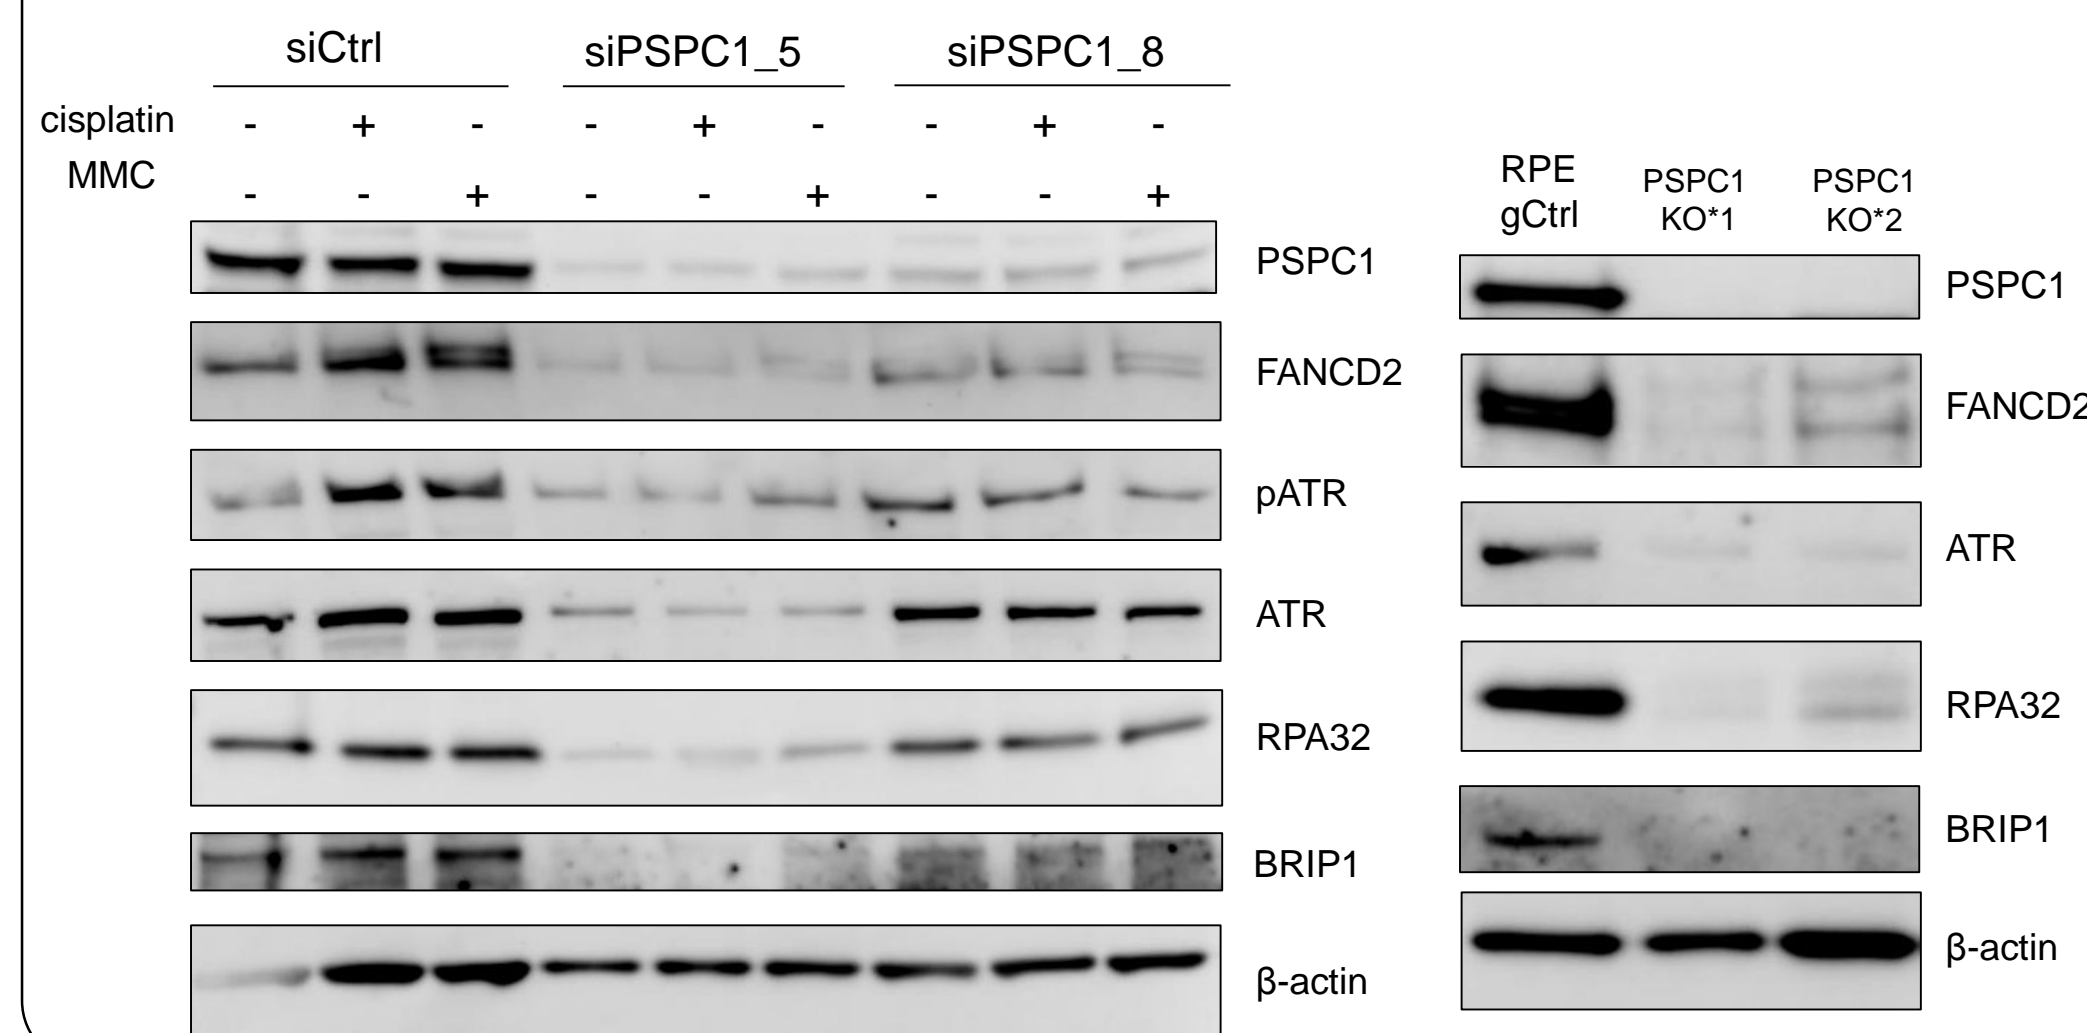 siCtrl siPSPC1_5 siPSPC1_8
cisplatin - + - - + - - + -
MMC - - + - - + - - +
PSPC1
FANCD2
pATR
ATR
RPA32
BRIP1
β-actin
RPE
gCtrl
PSPC1
KO*1
PSPC1
KO*2
PSPC1
FANCD2
ATR
RPA32
BRIP1
β-actin